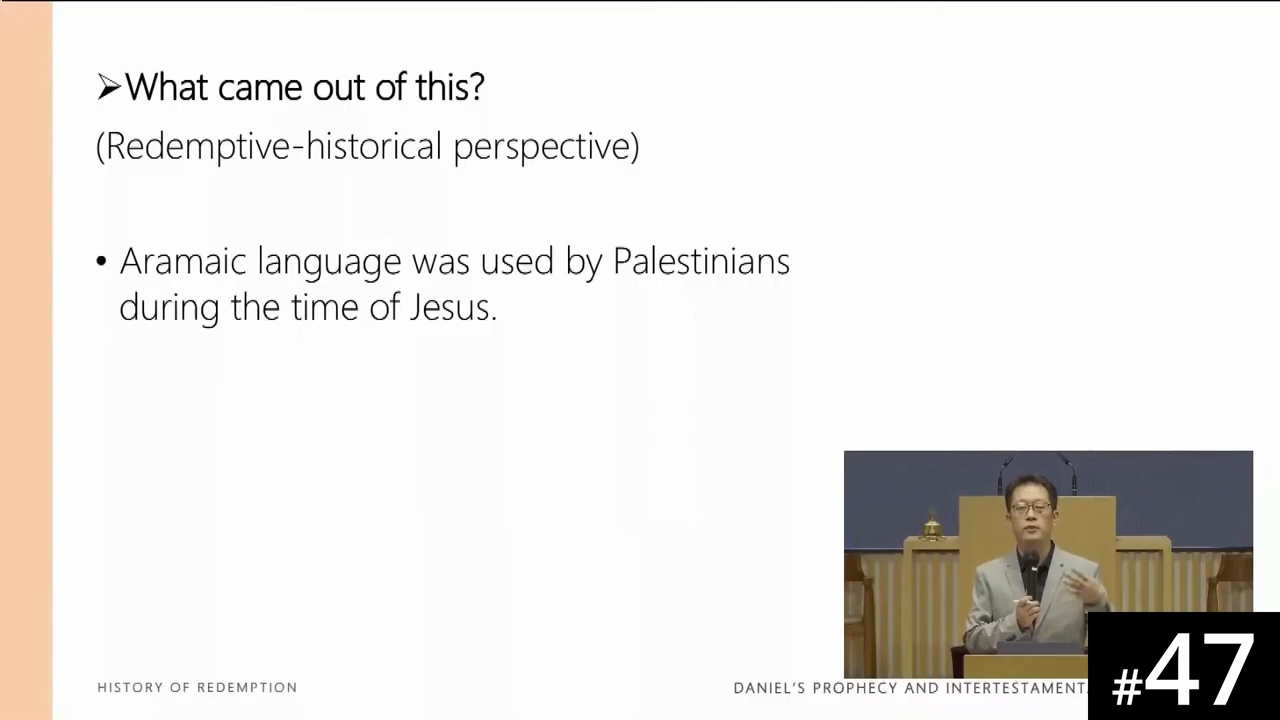 ➢What came out of this?
(Redemptive-historical perspective)
• Aramaic language was used by Palestinians
during the time of Jesus.
HISTORY OF REDEMPTION
DANIEL'S PROPHECY AND
#47